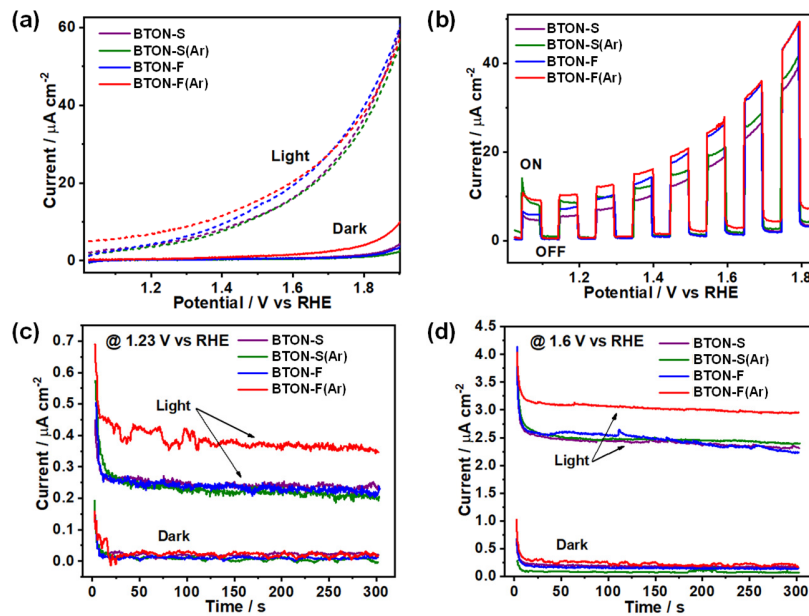 (a)
BTON-S
BTON-S(Ar)
BTON-F
BTON-F(Ar)
Light
Dark
60
40
20
0
1.2
1.4
1.6
1.8
Current / μA cm-2
Potential / V vs RHE
(b)
BTON-S
BTON-S(Ar)
BTON-F
BTON-F(Ar)
ON
OFF
50
40
30
20
10
0
1.0
1.2
1.4
1.6
1.8
Current / μA cm-2
Potential / V vs RHE
(c)
@ 1.23 V vs RHE
BTON-S
BTON-S(Ar)
BTON-F
BTON-F(Ar)
Light
Dark
0.7
0.6
0.5
0.4
0.3
0.2
0.1
0.0
0
50
100
150
200
250
300
Current / μA cm-2
Time / s
(d)
@ 1.6 V vs RHE
BTON-S
BTON-S(Ar)
BTON-F
BTON-F(Ar)
Light
Dark
4.5
4.0
3.5
3.0
2.5
2.0
1.5
1.0
0.5
0.0
0
50
100
150
200
250
300
Current / μA cm-2
Time / s